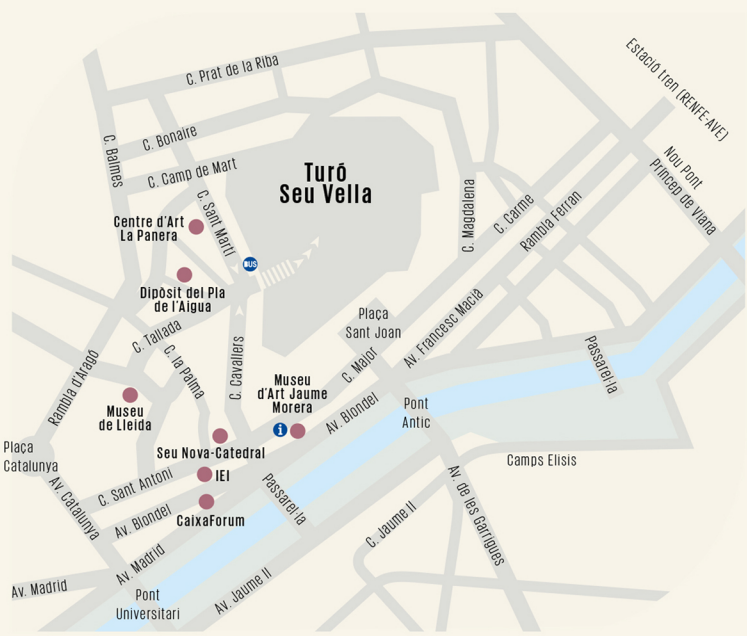 C. Prat de la Riba
Estació tren (RENFE-AVE)
C. Balmes
C. Bonaire
C. Camp de Mart
Turó
Seu Vella
Nou Pont
Príncep de Viana
C. Sant Martí
Centre d'Art
La Panera
C. Magdalena
C. Carme
Rambla Ferran
BUS
Dipòsit del Pla
de l'Aigua
Plaça
Sant Joan
C. Tallada
Av. Francesc Macià
C. la Palma
C. Cavallers
C. Major
Passarel·la
Rambla d'Aragó
Museu
d'Art Jaume
Morera
i
Museu
de Lleida
Av. Blondel
Pont
Antic
Plaça
Catalunya
Seu Nova-Catedral
IEI
Camps Elisis
C. Sant Antoni
Av. Catalunya
Passarel·la
Av. de les Garrigues
Av. Blondel
CaixaForum
C. Jaume II
Av. Madrid
Av. Madrid
Pont
Universitari
Av. Jaume II